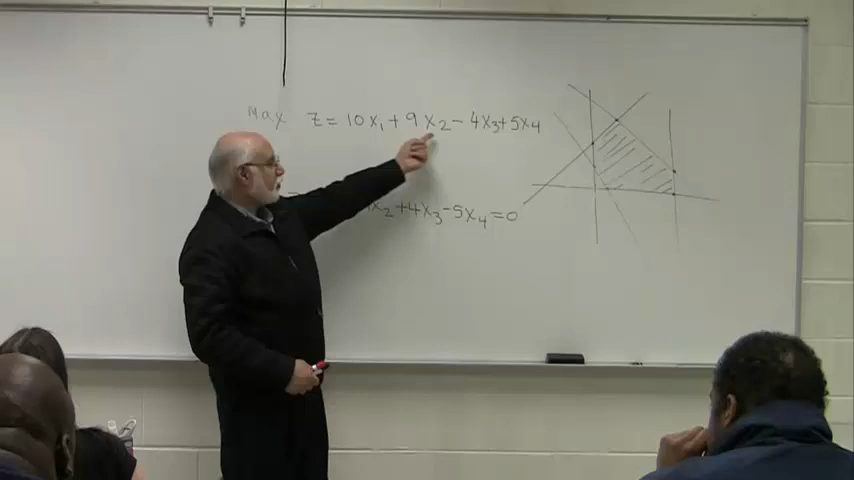 Max Z = 10x₁ + 9x₂ - 4x₃ + 5x₄
x₂ + 4x₃ - 5x₄ = 0